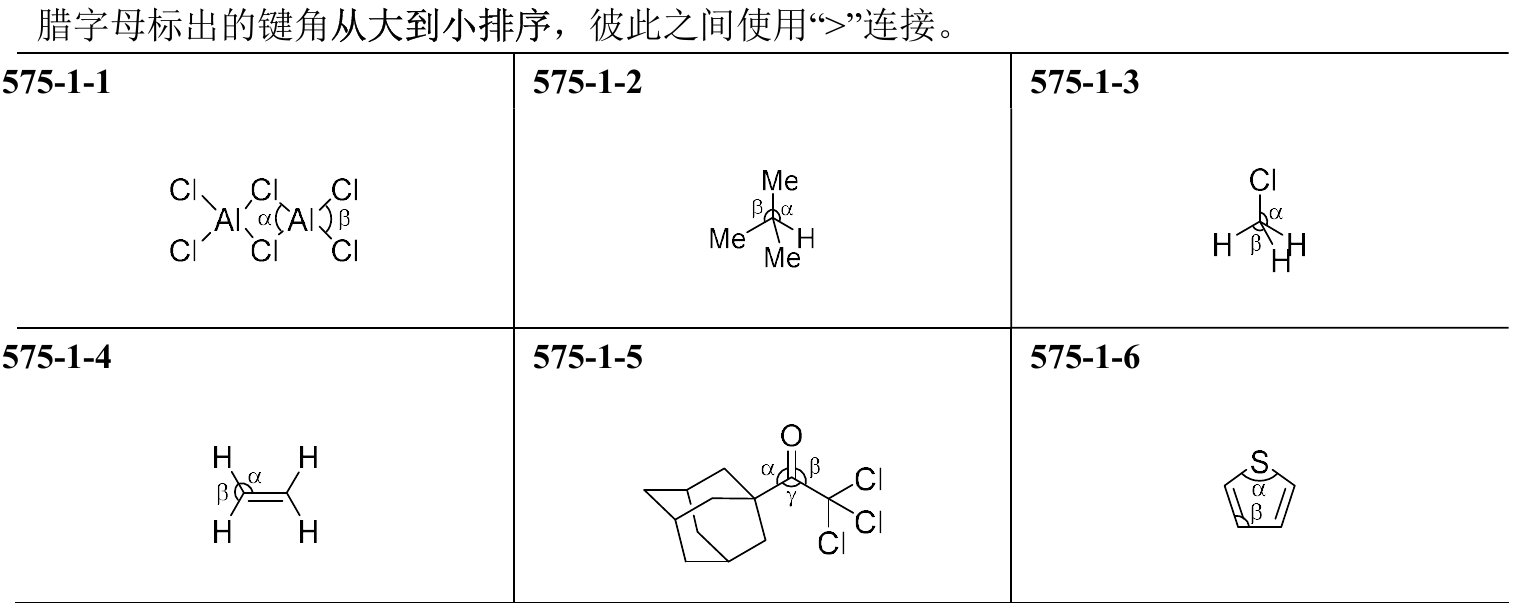 腊字母标出的键角从大到小排序，彼此之间使用“>”连接。
575-1-1 575-1-2 575-1-3
Cl Cl Cl
Al α Al β
Cl Cl Cl
Me
β α
Me H
Me
Cl
α
H β H
H
575-1-4 575-1-5 575-1-6
H H
α
β
H H
O
α β
γ
Cl
Cl
Cl
S
α
β